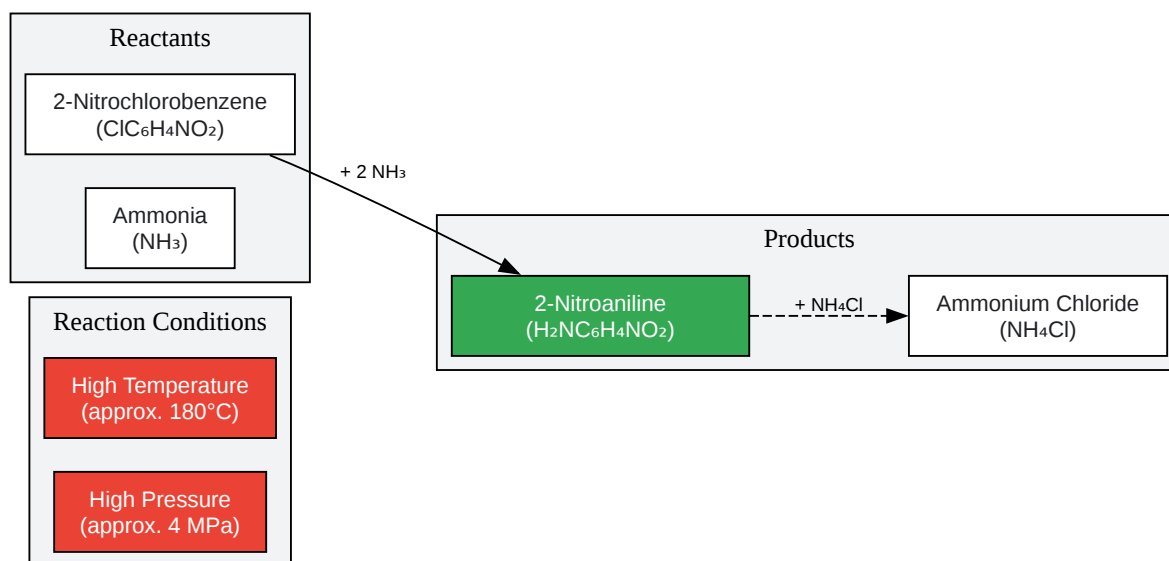 Reactants
2-Nitrochlorobenzene
(ClC₆H₄NO₂)
+ 2 NH₃
Ammonia
(NH₃)
Products
2-Nitroaniline
(H₂NC₆H₄NO₂)
+ NH₄Cl
Ammonium Chloride
(NH₄Cl)
Reaction Conditions
High Temperature
(approx. 180°C)
High Pressure
(approx. 4 MPa)